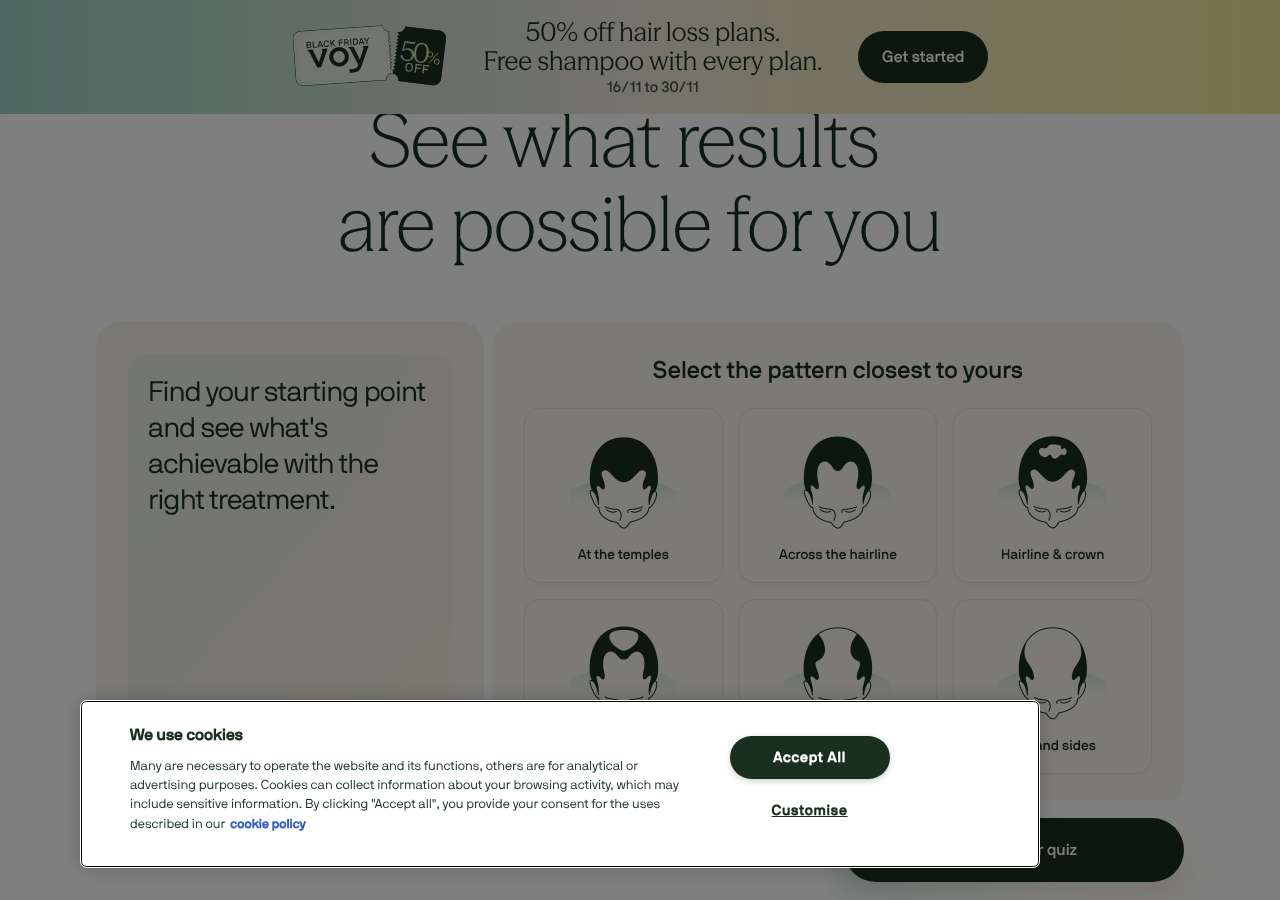 BLACK FRIDAY
voy
50%
OFF
50% off hair loss plans.
Free shampoo with every plan.
16/11 to 30/11
Get started
See what results
are possible for you
Find your starting point
and see what's
achievable with the
right treatment.
Select the pattern closest to yours
At the temples
Across the hairline
Hairline & crown
and sides
quiz
We use cookies
Many are necessary to operate the website and its functions, others are for analytical or
advertising purposes. Cookies can collect information about your browsing activity, which may
include sensitive information. By clicking "Accept all", you provide your consent for the uses
described in our cookie policy
Accept All
Customise